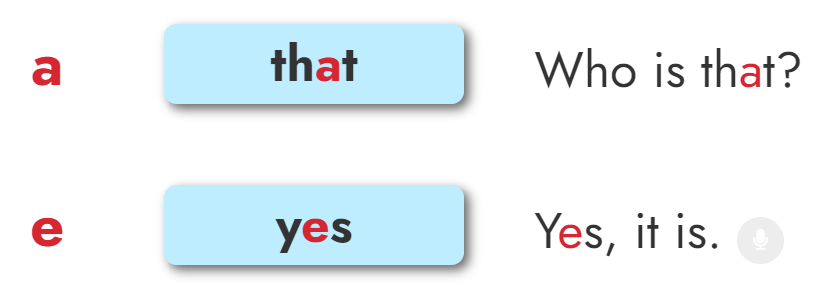 a that Who is that?
e yes Yes, it is.